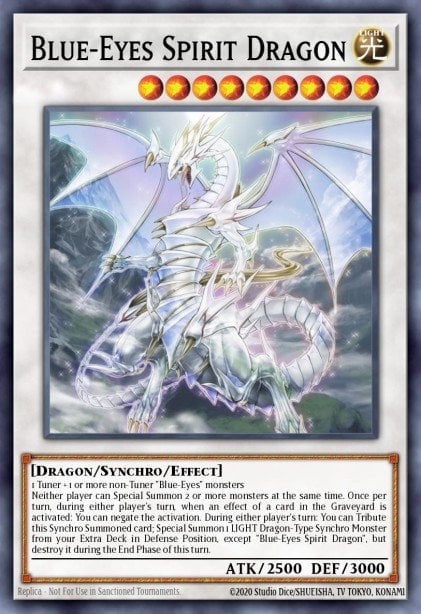 Blue-Eyes Spirit Dragon
LIGHT
光
[Dragon/Synchro/Effect]
1 Tuner + 1 or more non-Tuner "Blue-Eyes" monsters
Neither player can Special Summon 2 or more monsters at the same time. Once per
turn, during either player's turn, when an effect of a card in the Graveyard is
activated: You can negate the activation. During either player's turn: You can Tribute
this Synchro Summoned card; Special Summon 1 LIGHT Dragon-Type Synchro Monster
from your Extra Deck in Defense Position, except "Blue-Eyes Spirit Dragon", but
destroy it during the End Phase of this turn.
ATK/2500 DEF/3000
Replica - Not For Use in Sanctioned Tournaments.
©2020 Studio Dice/SHUEISHA, TV TOKYO, KONAMI